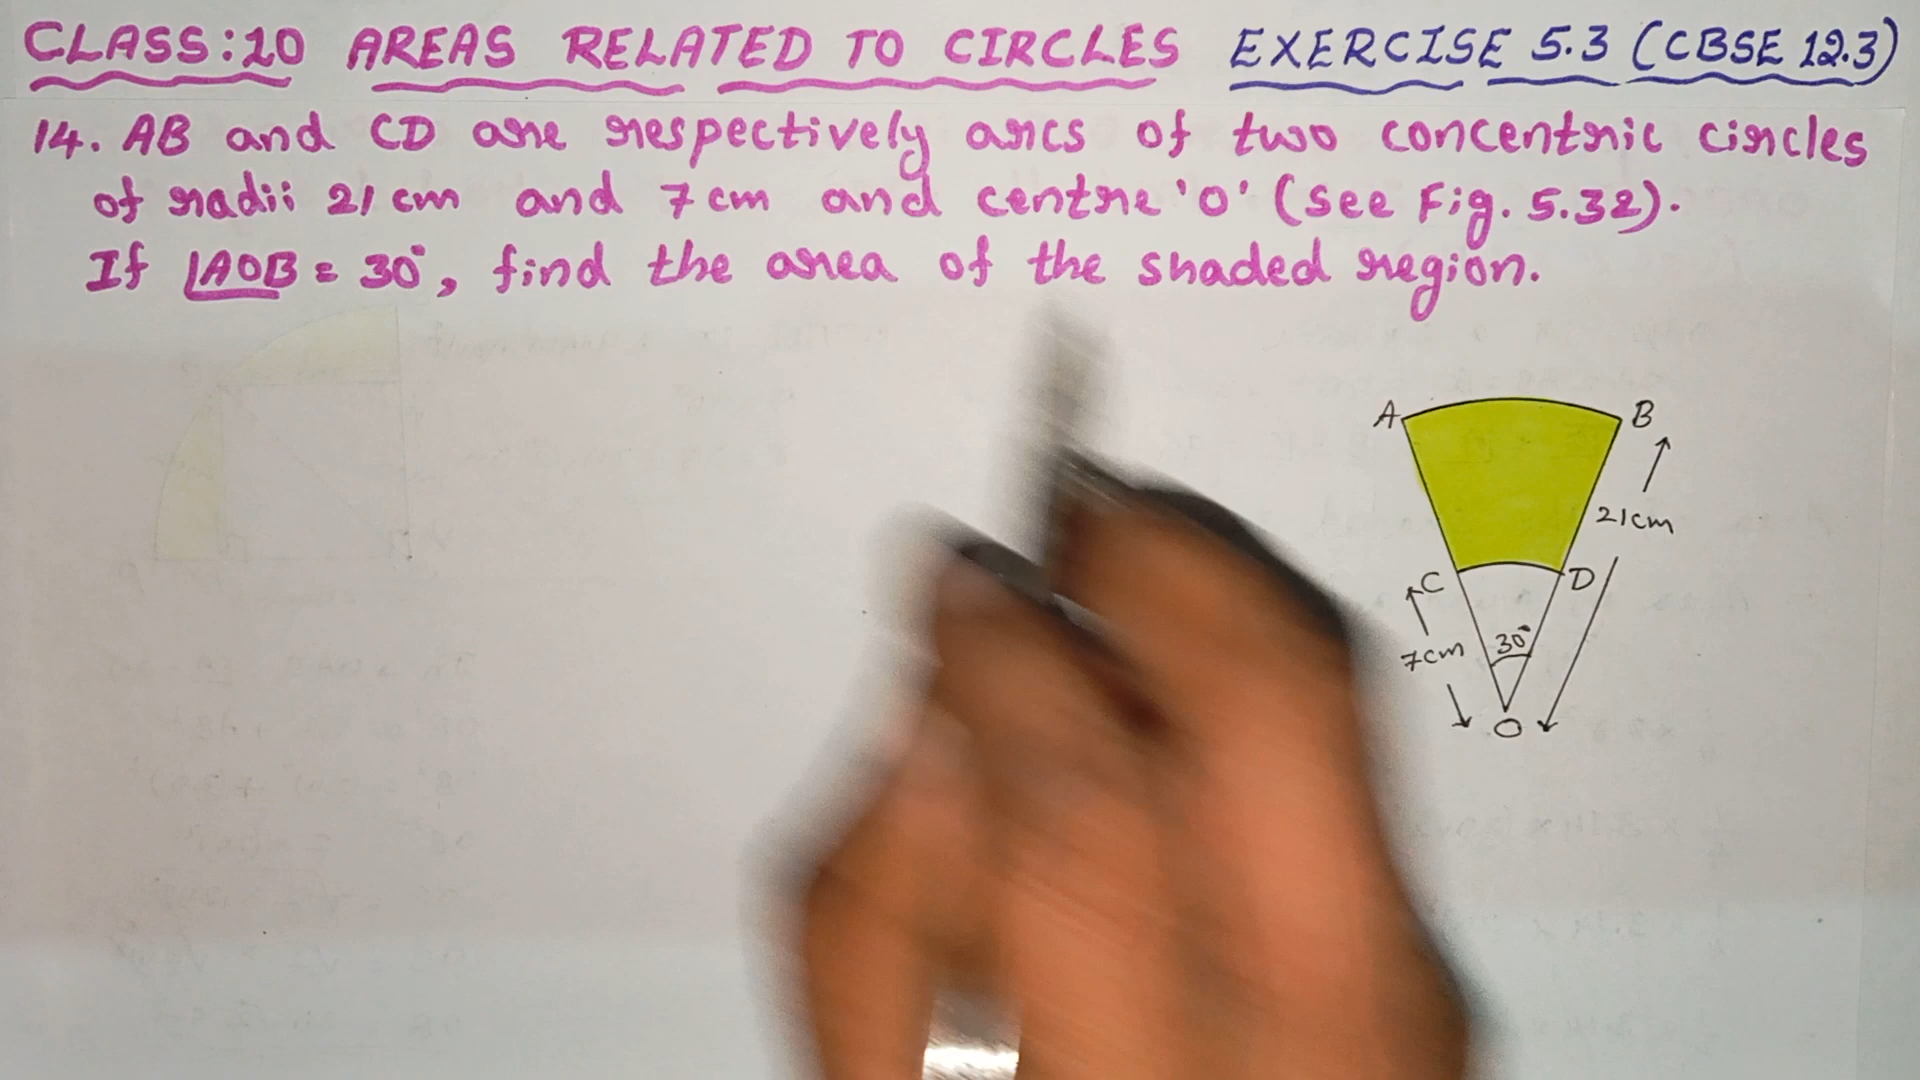 CLASS:10 AREAS RELATED TO CIRCLES EXERCISE 5.3 (CBSE 12.3)
14. AB and CD are respectively arcs of two concentric circles
of radii 21 cm and 7 cm and centre 'O' (see Fig. 5.32).
If ∠AOB = 30°, find the area of the shaded region.
A B
21cm
C D
7cm 30°
O